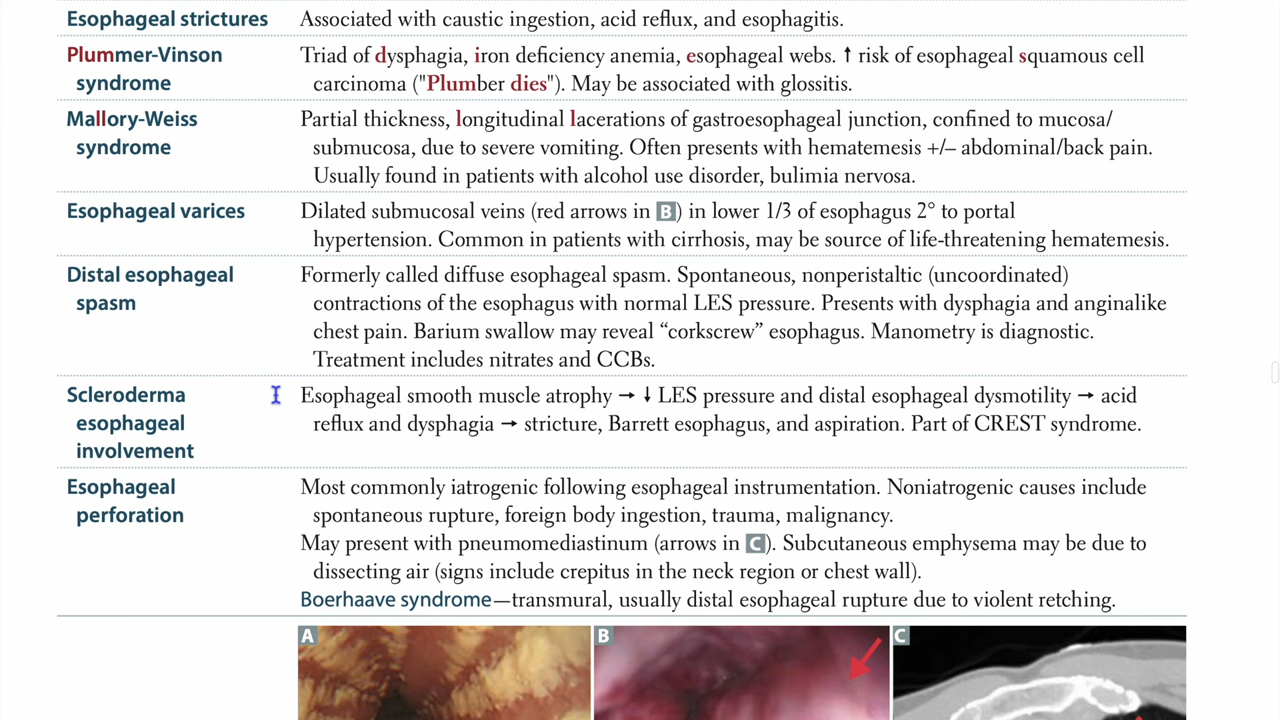 Esophageal strictures Associated with caustic ingestion, acid reflux, and esophagitis.
Plummer-Vinson Triad of dysphagia, iron deficiency anemia, esophageal webs. ↑ risk of esophageal squamous cell
syndrome carcinoma ("Plumber dies"). May be associated with glossitis.
Mallory-Weiss Partial thickness, longitudinal lacerations of gastroesophageal junction, confined to mucosa/
syndrome submucosa, due to severe vomiting. Often presents with hematemesis +/– abdominal/back pain.
Usually found in patients with alcohol use disorder, bulimia nervosa.
Esophageal varices Dilated submucosal veins (red arrows in B) in lower 1/3 of esophagus 2° to portal
hypertension. Common in patients with cirrhosis, may be source of life-threatening hematemesis.
Distal esophageal Formerly called diffuse esophageal spasm. Spontaneous, nonperistaltic (uncoordinated)
spasm contractions of the esophagus with normal LES pressure. Presents with dysphagia and anginalike
chest pain. Barium swallow may reveal “corkscrew” esophagus. Manometry is diagnostic.
Treatment includes nitrates and CCBs.
Scleroderma Esophageal smooth muscle atrophy → ↓ LES pressure and distal esophageal dysmotility → acid
esophageal reflux and dysphagia → stricture, Barrett esophagus, and aspiration. Part of CREST syndrome.
involvement
Esophageal Most commonly iatrogenic following esophageal instrumentation. Noniatrogenic causes include
perforation spontaneous rupture, foreign body ingestion, trauma, malignancy.
May present with pneumomediastinum (arrows in C). Subcutaneous emphysema may be due to
dissecting air (signs include crepitus in the neck region or chest wall).
Boerhaave syndrome—transmural, usually distal esophageal rupture due to violent retching.
A B C